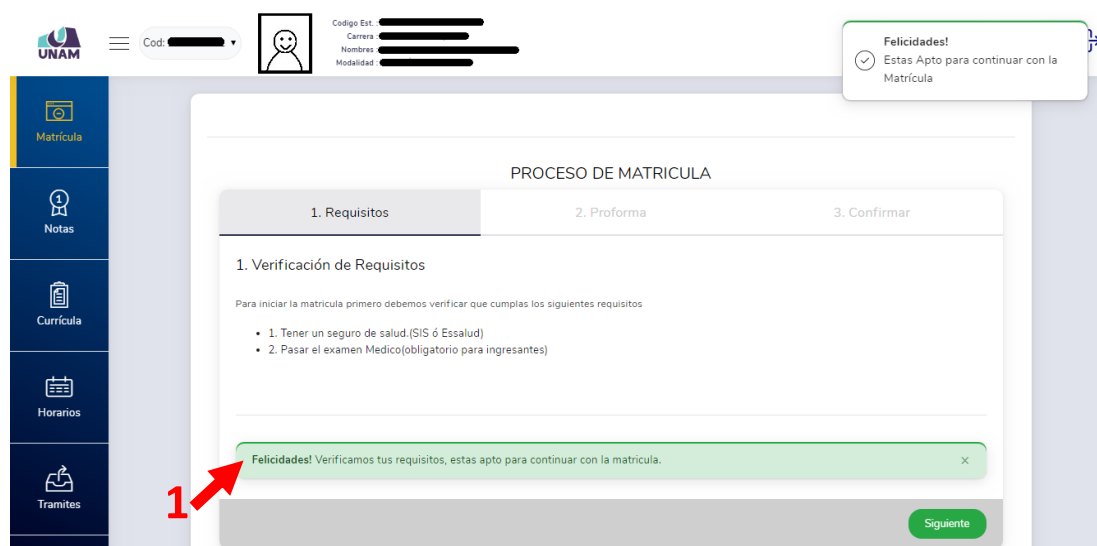 UNAM
Cod:
Codigo Est. :
Carrera :
Nombres :
Modalidad :
Felicidades!
Estas Apto para continuar con la
Matrícula
Matrícula
Notas
Currícula
Horarios
Tramites
PROCESO DE MATRICULA
1. Requisitos
2. Proforma
3. Confirmar
1. Verificación de Requisitos
Para iniciar la matricula primero debemos verificar que cumplas los siguientes requisitos
• 1. Tener un seguro de salud.(SIS ó Essalud)
• 2. Pasar el examen Medico(obligatorio para ingresantes)
Felicidades! Verificamos tus requisitos, estas apto para continuar con la matricula.
1
Siguiente